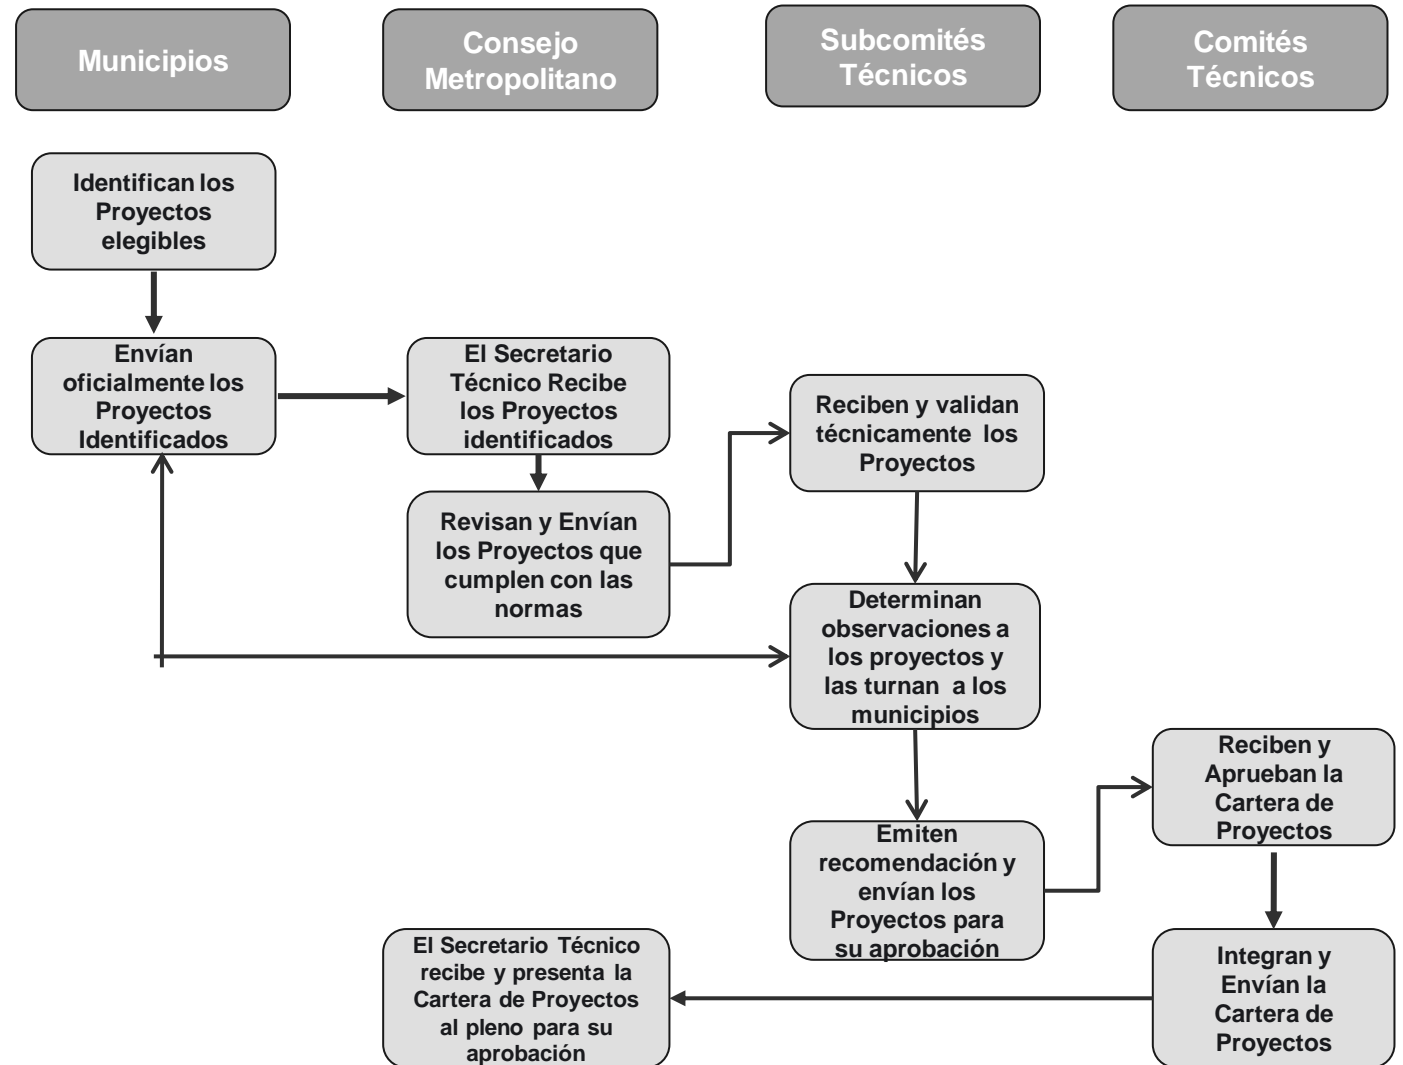 Municipios
Consejo
Metropolitano
Subcomités
Técnicos
Comités
Técnicos
Identifican los
Proyectos
elegibles
Envían
oficialmente los
Proyectos
Identificados
El Secretario
Técnico Recibe
los Proyectos
identificados
Revisan y Envían
los Proyectos que
cumplen con las
normas
Reciben y validan
técnicamente los
Proyectos
Determinan
observaciones a
los proyectos y
las turnan a los
municipios
Emiten
recomendación y
envían los
Proyectos para
su aprobación
Reciben y
Aprueban la
Cartera de
Proyectos
Integran y
Envían la
Cartera de
Proyectos
El Secretario Técnico
recibe y presenta la
Cartera de Proyectos
al pleno para su
aprobación